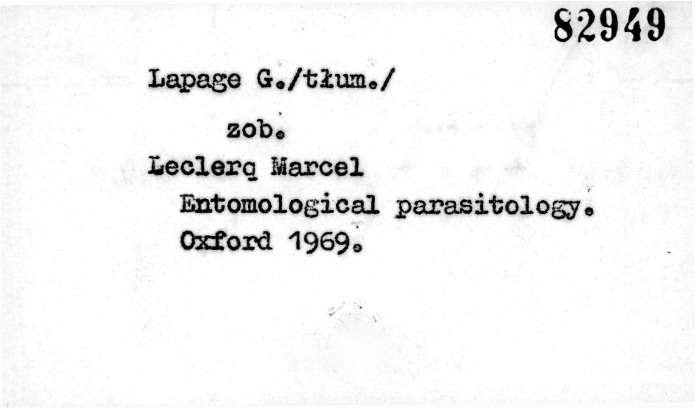 82949
Lapage G./tłum./
zob.
Leclerq Marcel
Entomological parasitology.
Oxford 1969.